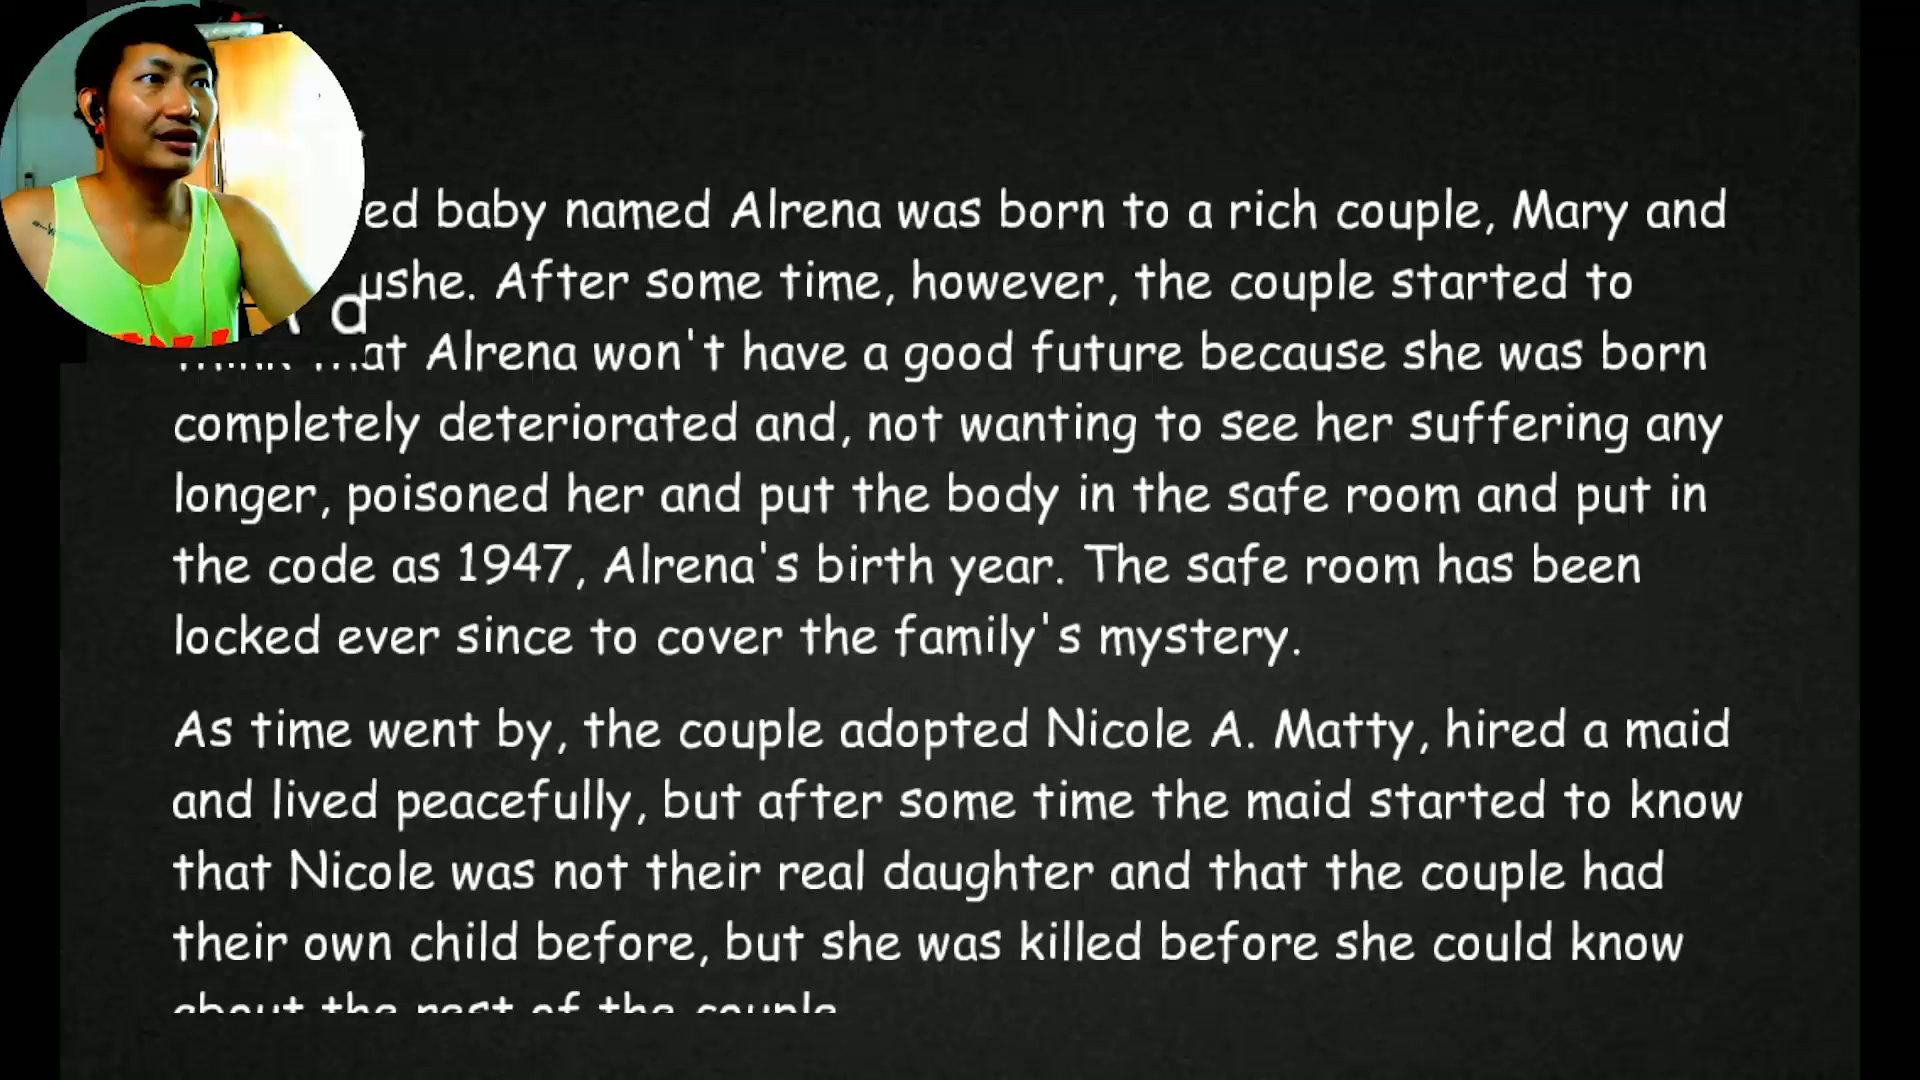 ed baby named Alrena was born to a rich couple, Mary and
ushe. After some time, however, the couple started to
d
at Alrena won't have a good future because she was born
completely deteriorated and, not wanting to see her suffering any
longer, poisoned her and put the body in the safe room and put in
the code as 1947, Alrena's birth year. The safe room has been
locked ever since to cover the family's mystery.
As time went by, the couple adopted Nicole A. Matty, hired a maid
and lived peacefully, but after some time the maid started to know
that Nicole was not their real daughter and that the couple had
their own child before, but she was killed before she could know
about the rest of the couple